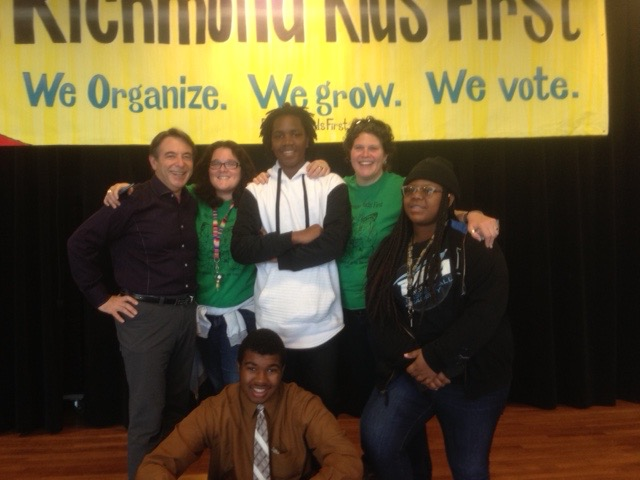 Richmond Kids First
We Organize. We grow. We vote.